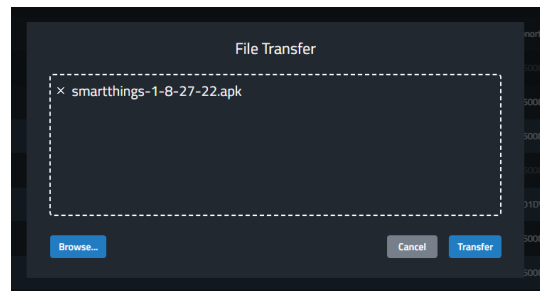 File Transfer
× smartthings-1-8-27-22.apk
Browse...
Cancel
Transfer